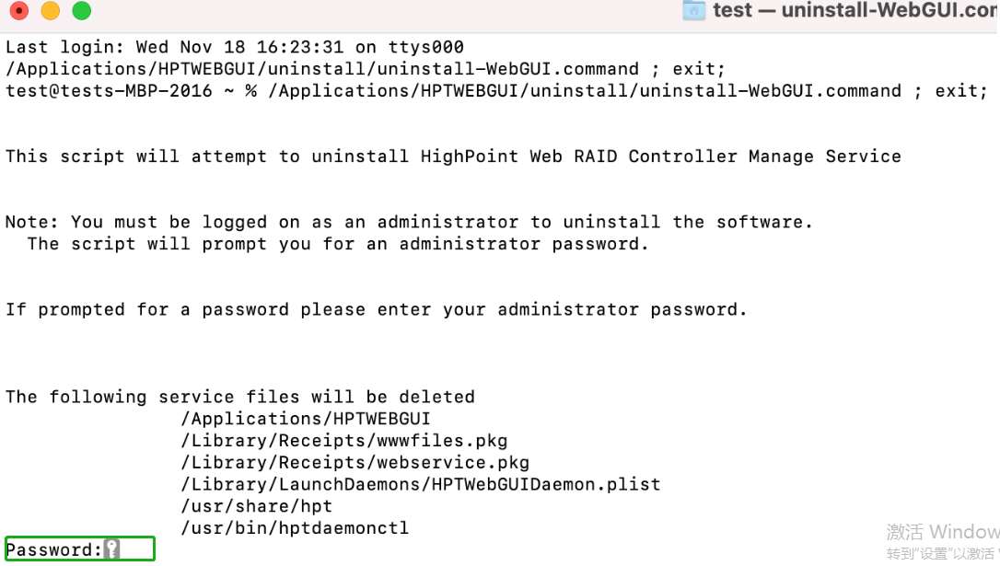 test — uninstall-WebGUI.com
Last login: Wed Nov 18 16:23:31 on ttys000
/Applications/HPTWEBGUI/uninstall/uninstall-WebGUI.command ; exit;
test@tests-MBP-2016 ~ % /Applications/HPTWEBGUI/uninstall/uninstall-WebGUI.command ; exit;
This script will attempt to uninstall HighPoint Web RAID Controller Manage Service
Note: You must be logged on as an administrator to uninstall the software.
The script will prompt you for an administrator password.
If prompted for a password please enter your administrator password.
The following service files will be deleted
/Applications/HPTWEBGUI
/Library/Receipts/wwwfiles.pkg
/Library/Receipts/webservice.pkg
/Library/LaunchDaemons/HPTWebGUIDaemon.plist
/usr/share/hpt
/usr/bin/hptdaemonctl
Password:
激活 Window
转到"设置"以激活